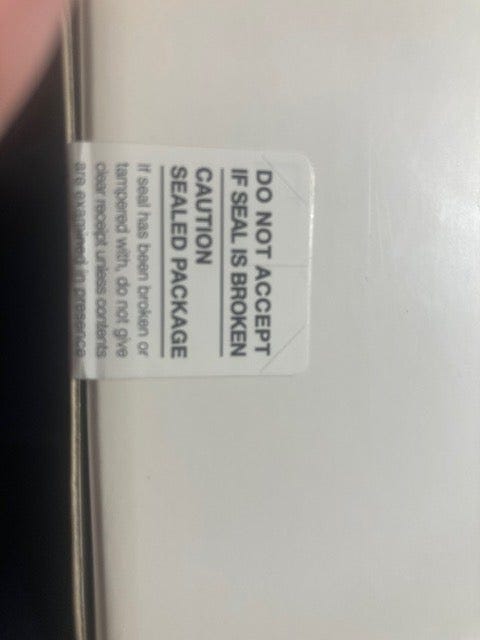 DO NOT ACCEPT
IF SEAL IS BROKEN
CAUTION
SEALED PACKAGE
If seal has been broken or
tampered with, do not give
clear receipt unless contents
are examined in presence